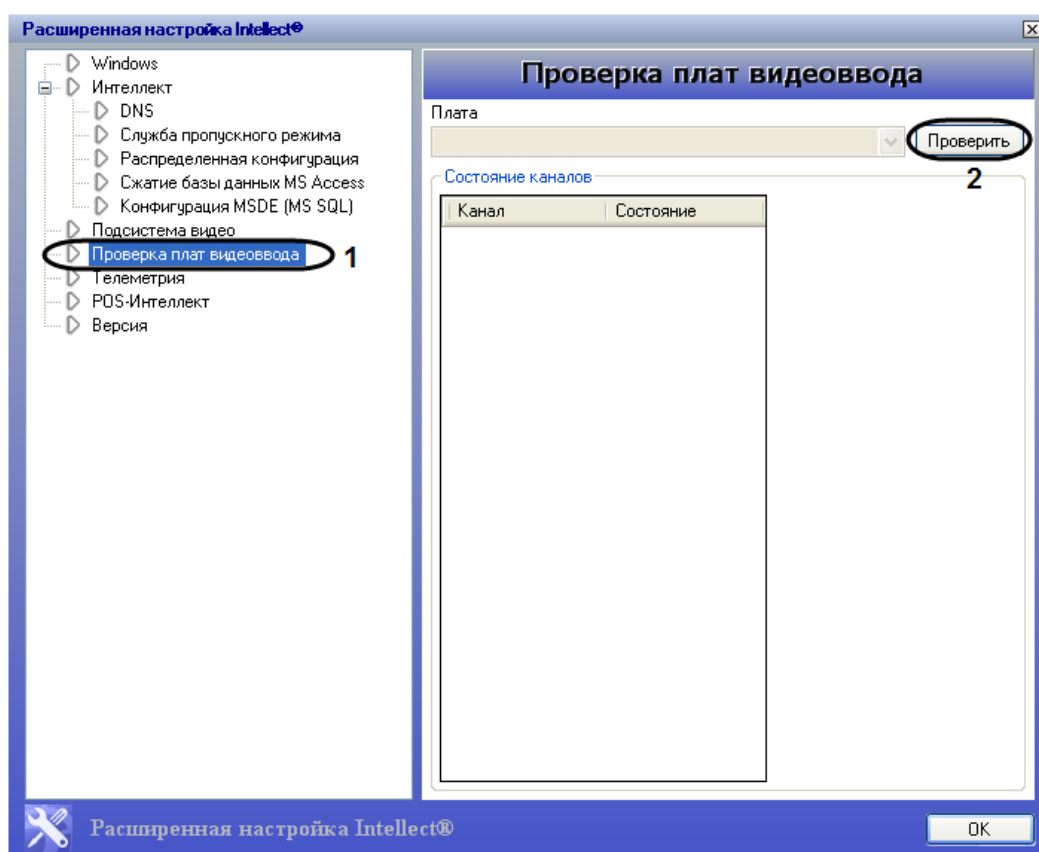 Расширенная настройка Intellect®
Windows
Интеллект
DNS
Служба пропускного режима
Распределенная конфигурация
Сжатие базы данных MS Access
Конфигурация MSDE (MS SQL)
Подсистема видео
Проверка плат видеоввода
1
Телеметрия
POS-Интеллект
Версия
Проверка плат видеоввода
Плата
Проверить
2
Состояние каналов
Канал Состояние
Расширенная настройка Intellect®
OK